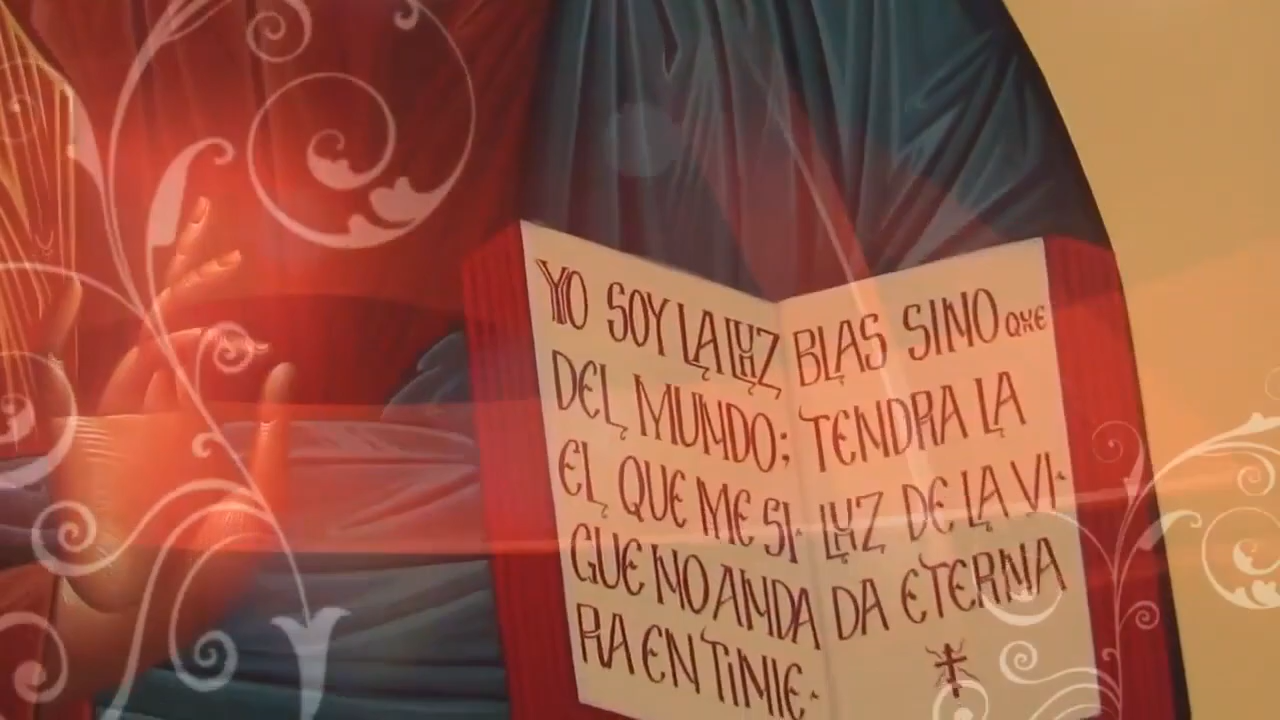 YO SOY LA LUZ
DEL MUNDO;
EL QUE ME SI-
GUE NO ANDA
RA EN TINIE-
BLAS SINO QUE
TENDRA LA
LUZ DE LA VI-
DA ETERNA